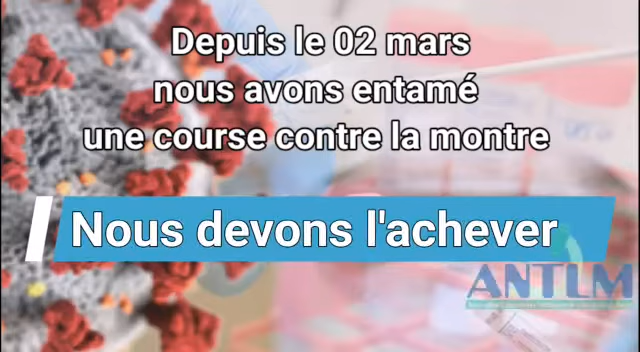 Depuis le 02 mars
nous avons entamé
une course contre la montre
Nous devons l'achever
ANTLM